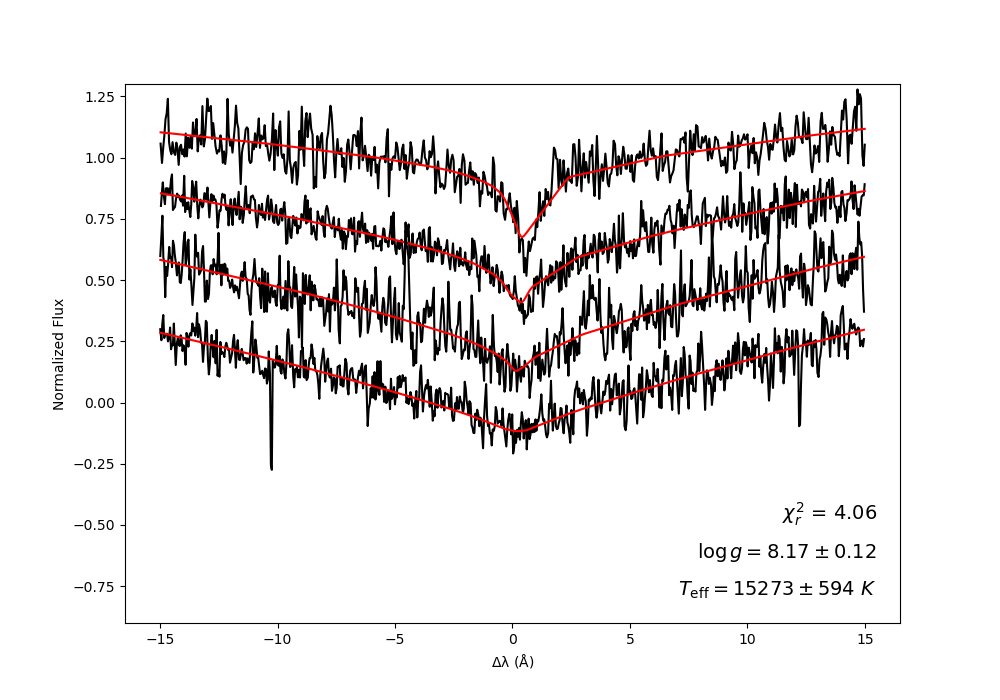 1.25
1.00
0.75
0.50
0.25
0.00
−0.25
−0.50
−0.75
Normalized Flux
χ²ᵣ = 4.06
log g = 8.17 ± 0.12
T_eff = 15273 ± 594 K
−15 −10 −5 0 5 10 15
Δλ (Å)